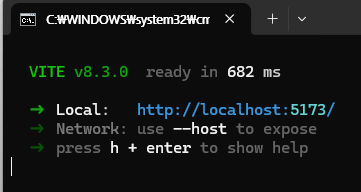 C:₩WINDOWS₩system32₩cm
VITE v8.3.0 ready in 682 ms
➜ Local: http://localhost:5173/
➜ Network: use --host to expose
➜ press h + enter to show help